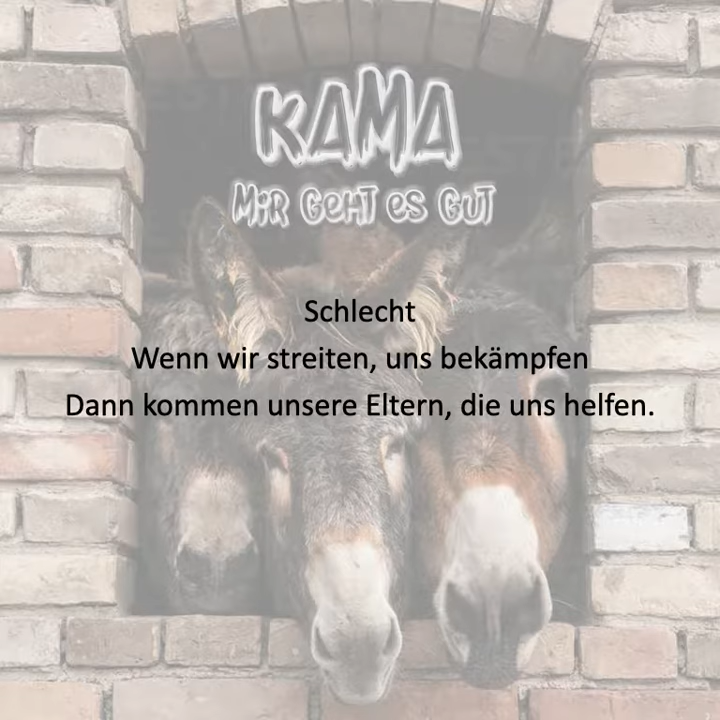 KAMA
Mir geht es gut
Schlecht
Wenn wir streiten, uns bekämpfen
Dann kommen unsere Eltern, die uns helfen.